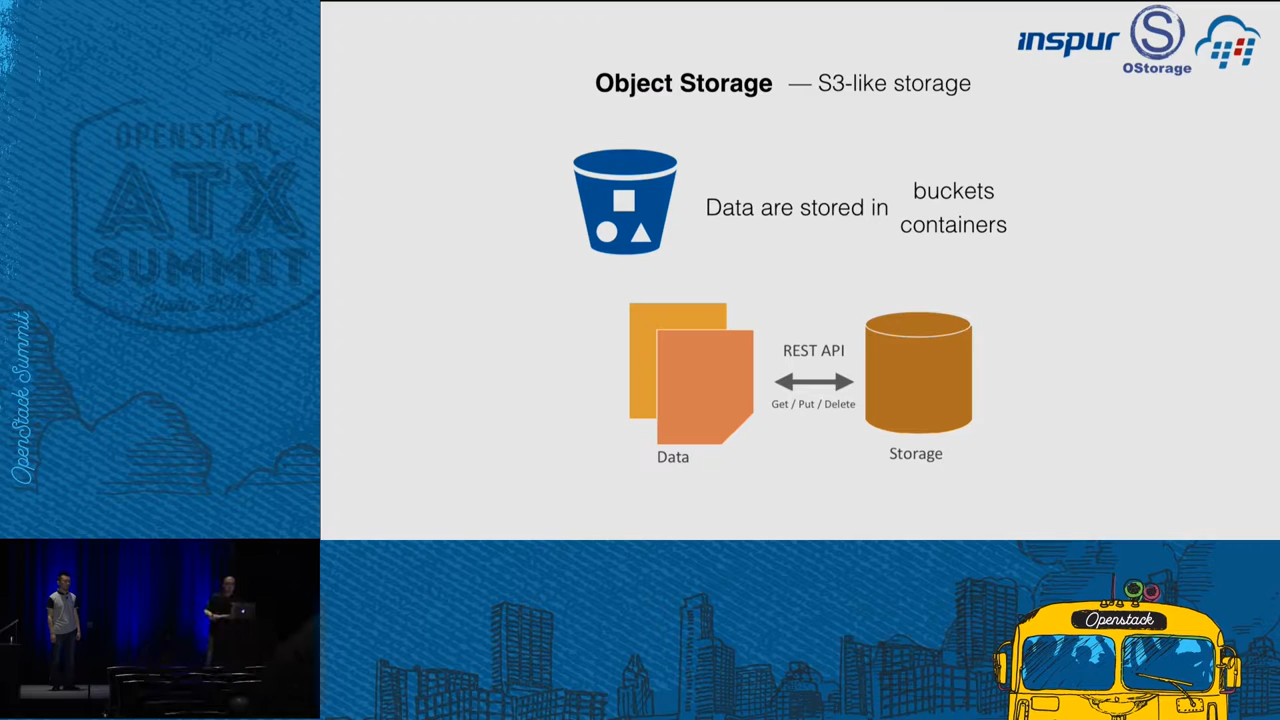 inspur
S
OStorage
Object Storage — S3-like storage
Data are stored in
buckets
containers
REST API
Get / Put / Delete
Data
Storage
OPENSTACK
ATX
SUMMIT
OpenStack Summit
Openstack